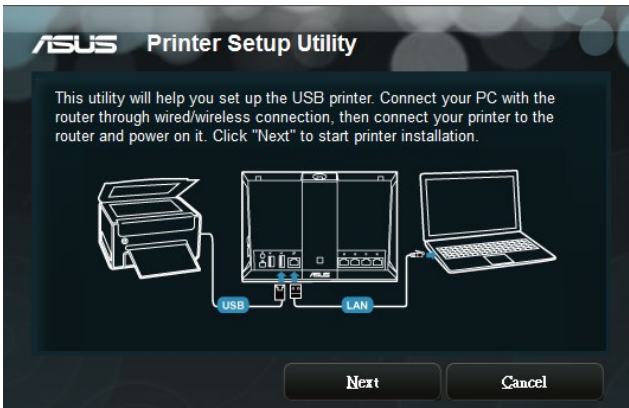 ASUS Printer Setup Utility
This utility will help you set up the USB printer. Connect your PC with the
router through wired/wireless connection, then connect your printer to the
router and power on it. Click "Next" to start printer installation.
ASUS
USB
LAN
Next
Cancel